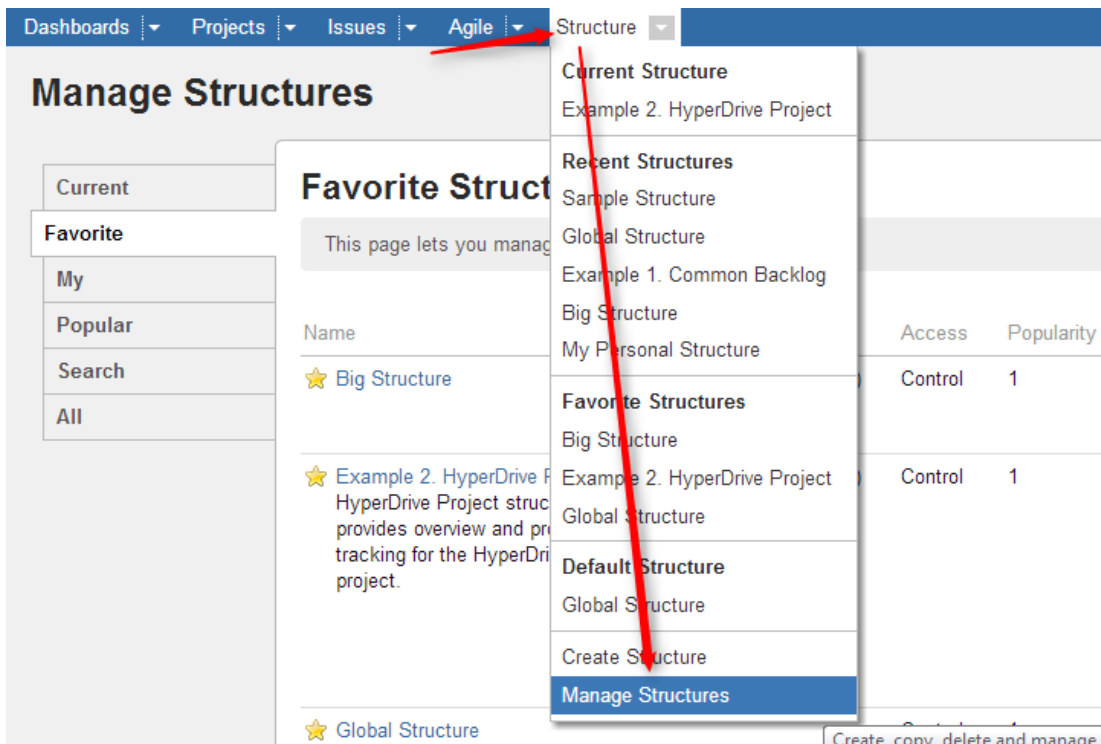 Dashboards Projects Issues Agile Structure
Manage Structures
Current
Favorite
My
Popular
Search
All
Favorite Struct
This page lets you manag
Name Access Popularity
Big Structure Control 1
Example 2. HyperDrive Control 1
HyperDrive Project struc
provides overview and pro
tracking for the HyperDri
project.
Global Structure
Current Structure
Example 2. HyperDrive Project
Recent Structures
Sample Structure
Global Structure
Example 1. Common Backlog
Big Structure
My Personal Structure
Favorite Structures
Big Structure
Example 2. HyperDrive Project
Global Structure
Default Structure
Global Structure
Create Structure
Manage Structures
Create, copy, delete and manage